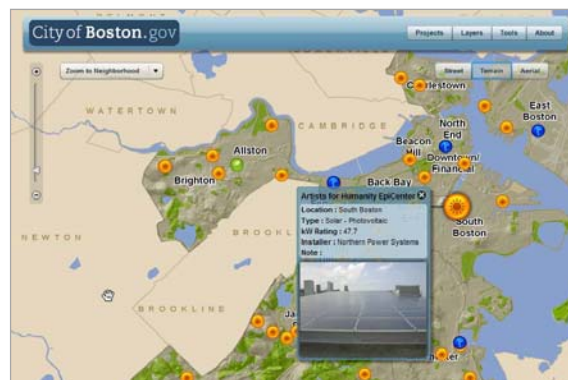 City of Boston.gov
Projects
Layers
Tools
About
Zoom to Neighborhood
Street
Terrain
Aerial
Charlestown
WATERTOWN
CAMBRIDGE
East
Boston
North
End
Beacon
Hill
Downtown/
Financial
Allston
Brighton
Back Bay
Artists for Humanity EpiCenter
Location : South Boston
Type : Solar - Photovoltaic
kW Rating : 47.7
Installer : Northern Power Systems
Note :
South
Boston
NEWTON
BROOKLINE